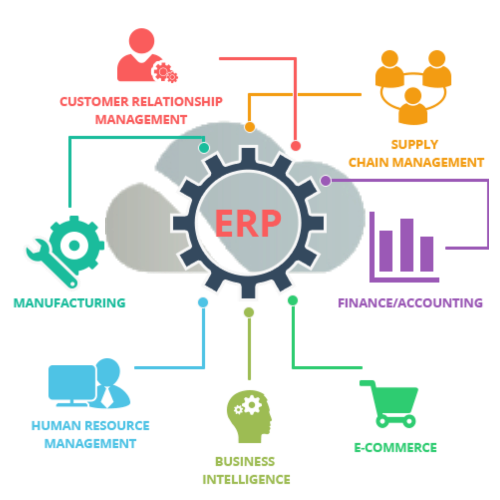 CUSTOMER RELATIONSHIP
MANAGEMENT
SUPPLY
CHAIN MANAGEMENT
ERP
MANUFACTURING
FINANCE/ACCOUNTING
HUMAN RESOURCE
MANAGEMENT
BUSINESS
INTELLIGENCE
E-COMMERCE